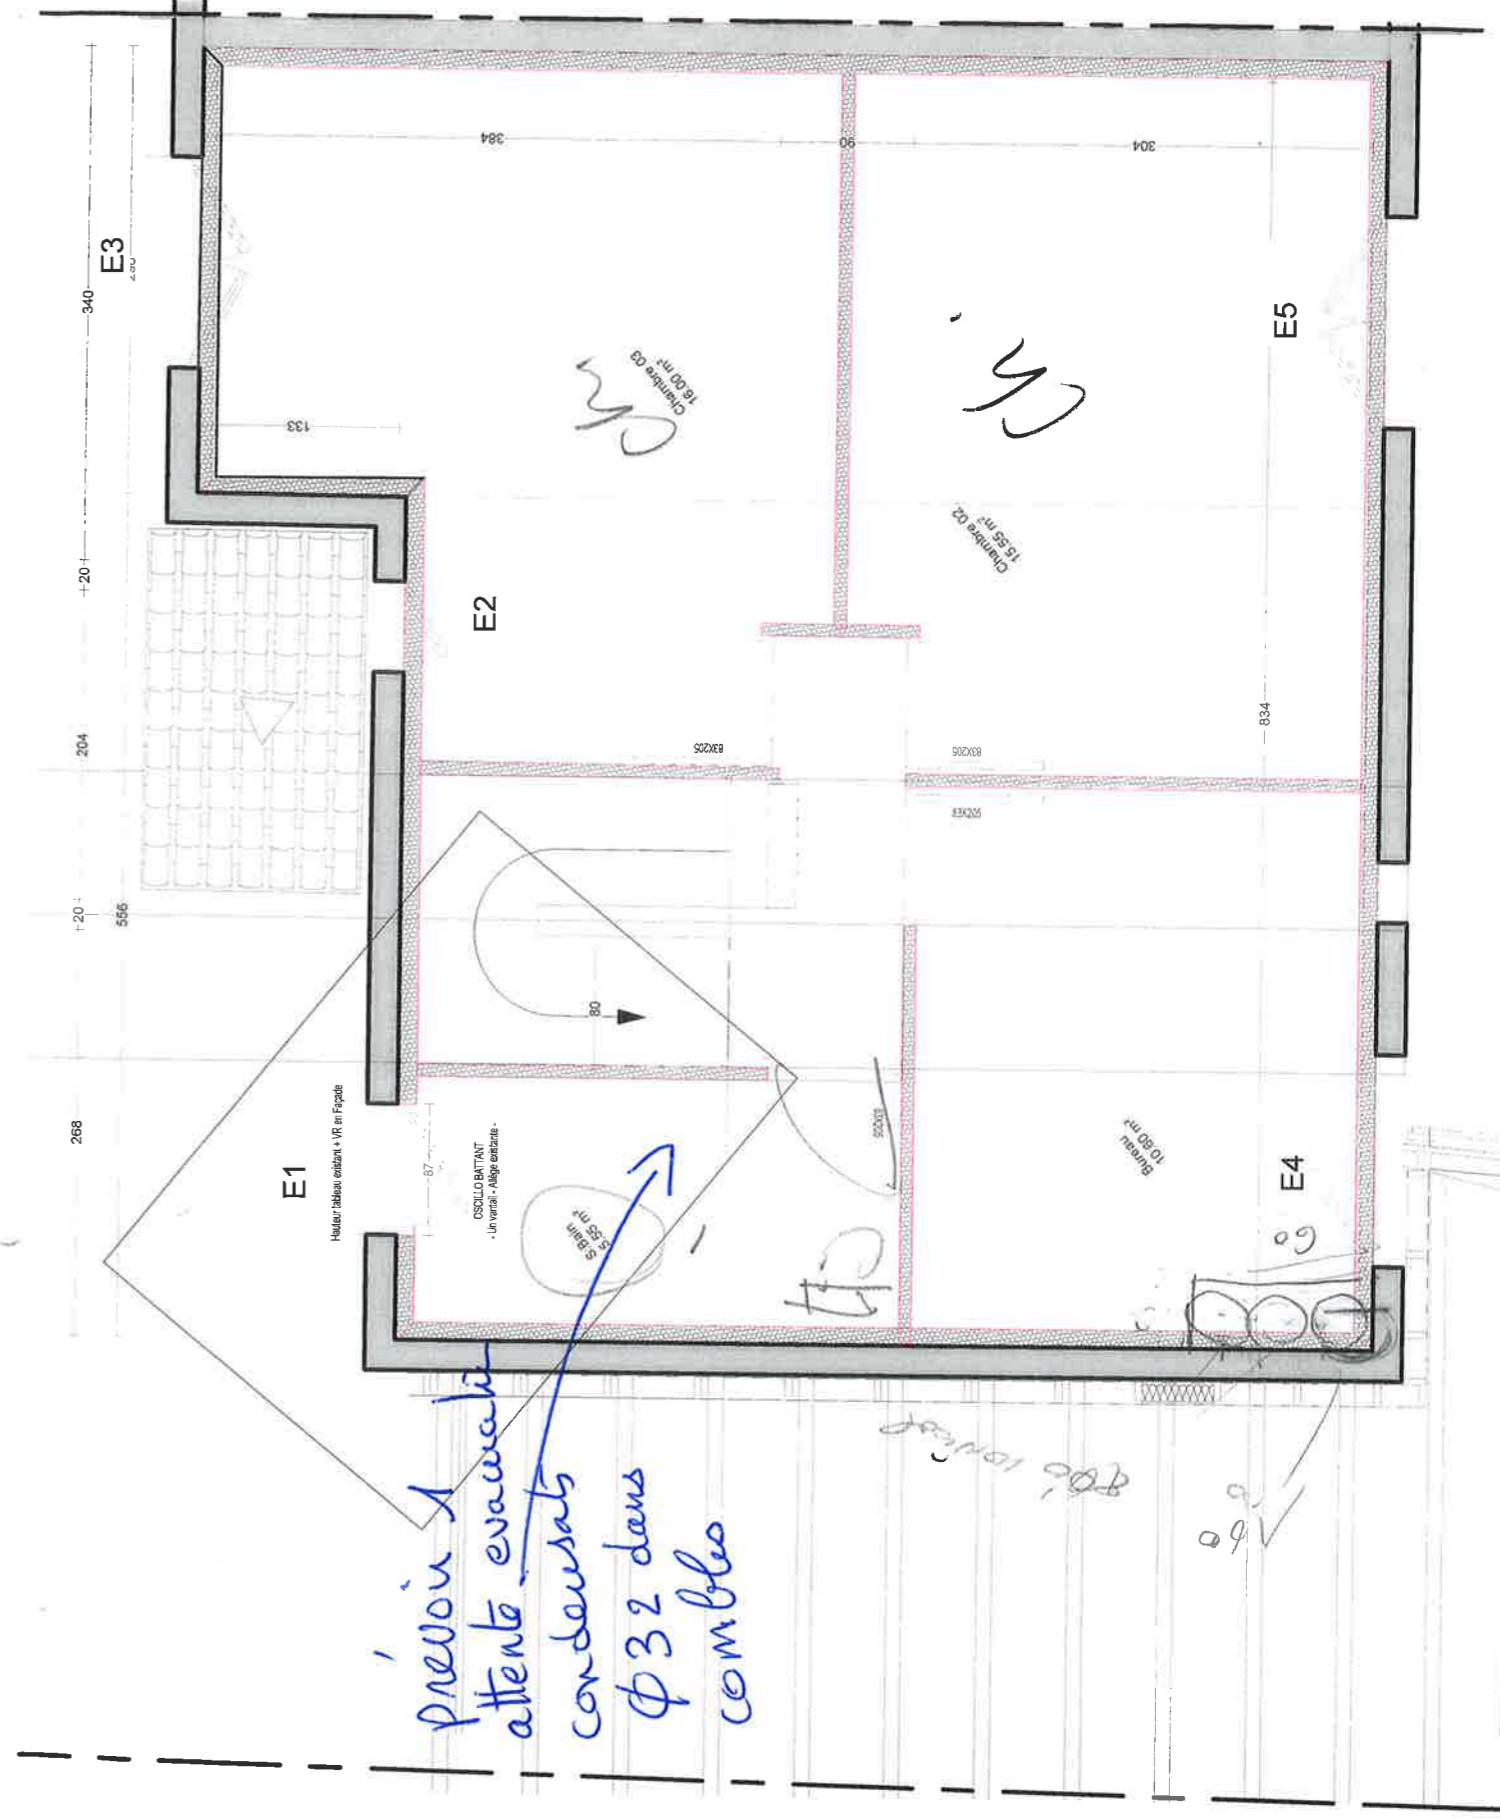 E3
340
384
90
304
133
Chambre 03
16.00 m²
E5
Chambre 02
15.55 m²
20
E2
204
83X205
83X205
83X205
834
20
556
80
268
E1
Hauteur tableau existant + VR en Façade
87
OSCILLO BATTANT
- Un vantail - Allège existante -
S.Bain
5.55 m²
83X205
Bureau
10.60 m²
E4
60
prévoir 1
attente evacuation
condensats
Ø32 dans
combles